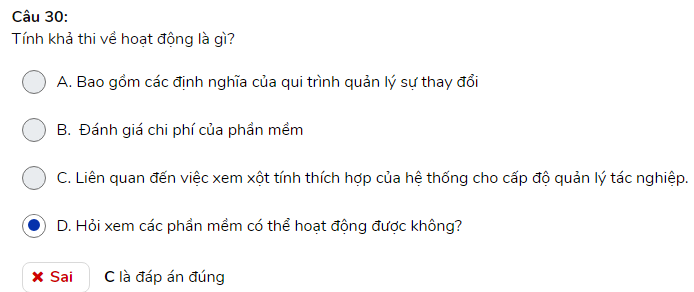 Câu 30:
Tính khả thi về hoạt động là gì?
A. Bao gồm các định nghĩa của qui trình quản lý sự thay đổi
B. Đánh giá chi phí của phần mềm
C. Liên quan đến việc xem xột tính thích hợp của hệ thống cho cấp độ quản lý tác nghiệp.
D. Hỏi xem các phần mềm có thể hoạt động được không?
✖ Sai C là đáp án đúng